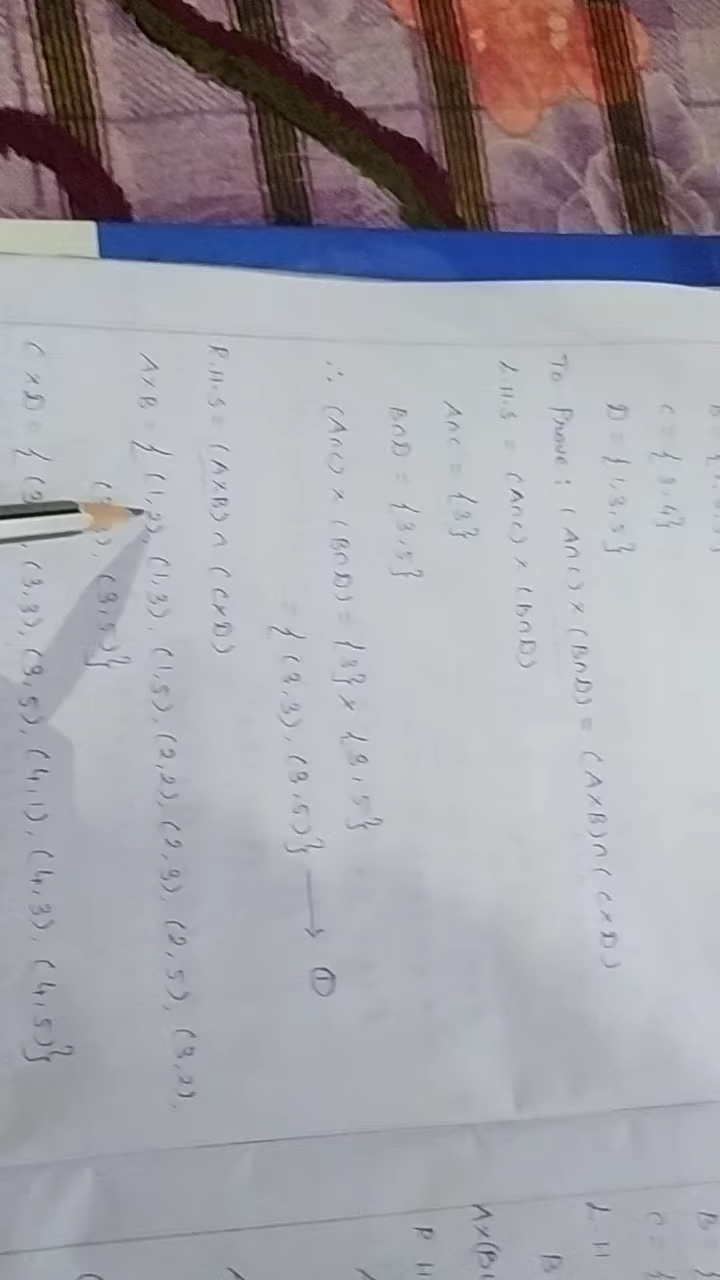 C = {3,4}
D = {1,3,5}
To Prove : (A∩C) × (B∩D) = (A×B)∩(C×D)
L.H.S = (A∩C) × (B∩D)
A∩C = {3}
B∩D = {3,5}
∴ (A∩C) × (B∩D) = {3} × {3,5}
= {(3,3), (3,5)} → ①
R.H.S = (A×B)∩(C×D)
A×B = { (1,2), (1,3), (1,5), (2,2), (2,3), (2,5), (3,2),
(3,5)}
C×D = { (3,3), (3,5), (4,1), (4,3), (4,5)}
B = {
C = {
L.H
B
A×(B
R H